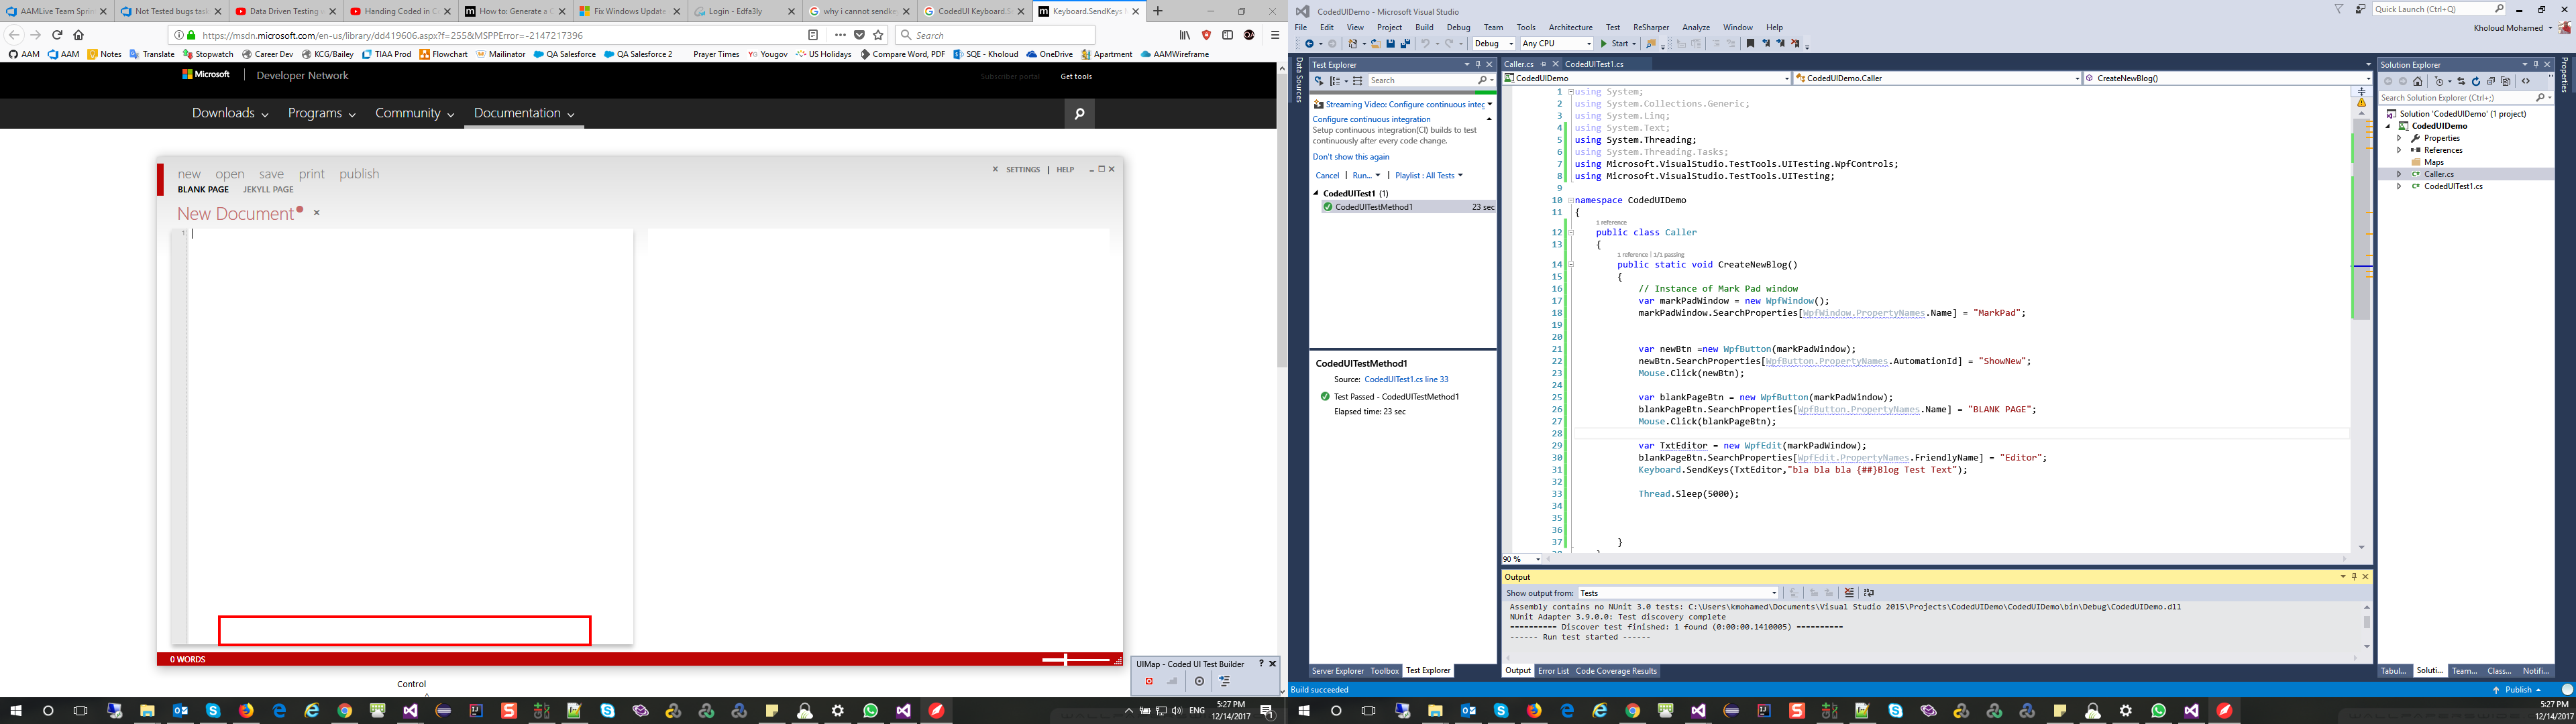 AAMLive Team Sprin
Not Tested bugs task
Data Driven Testing
Handing Coded in C
How to: Generate a C
Fix Windows Update
Login - Edfa3ly
why i cannot sendke
CodedUI Keyboard.S
Keyboard.SendKeys
https://msdn.microsoft.com/en-us/library/dd419606.aspx?f=255&MSPPError=-2147217396
Search
AAM AAM Notes Translate Stopwatch Career Dev KCG/Bailey TIAA Prod Flowchart Mailinator QA Salesforce QA Salesforce 2 Prayer Times Yougov US Holidays Compare Word, PDF SQE - Kholoud OneDrive Apartment AAMWireframe
Microsoft Developer Network
Subscriber portal Get tools
Downloads Programs Community Documentation
new open save print publish
SETTINGS | HELP
BLANK PAGE JEKYLL PAGE
New Document
1
0 WORDS
UIMap - Coded UI Test Builder
Control
ENG
5:27 PM
12/14/2017
CodedUIDemo - Microsoft Visual Studio
Quick Launch (Ctrl+Q)
File Edit View Project Build Debug Team Tools Architecture Test ReSharper Analyze Window Help
Kholoud Mohamed
Debug Any CPU Start
Data Sources
Test Explorer
Search
Streaming Video: Configure continuous integ
Configure continuous integration
Setup continuous integration(CI) builds to test
continuously after every code change.
Don't show this again
Cancel | Run... | Playlist : All Tests
CodedUITest1 (1)
CodedUITestMethod1 23 sec
CodedUITestMethod1
Source: CodedUITest1.cs line 33
Test Passed - CodedUITestMethod1
Elapsed time: 23 sec
Server Explorer Toolbox Test Explorer
Caller.cs CodedUITest1.cs
CodedUIDemo CodedUIDemo.Caller CreateNewBlog()
1 using System;
2 using System.Collections.Generic;
3 using System.Linq;
4 using System.Text;
5 using System.Threading;
6 using System.Threading.Tasks;
7 using Microsoft.VisualStudio.TestTools.UITesting.WpfControls;
8 using Microsoft.VisualStudio.TestTools.UITesting;
9
10 namespace CodedUIDemo
11 {
1 reference
12 public class Caller
13 {
1 reference | 1/1 passing
14 public static void CreateNewBlog()
15 {
16 // Instance of Mark Pad window
17 var markPadWindow = new WpfWindow();
18 markPadWindow.SearchProperties[WpfWindow.PropertyNames.Name] = "MarkPad";
19
20
21 var newBtn =new WpfButton(markPadWindow);
22 newBtn.SearchProperties[WpfButton.PropertyNames.AutomationId] = "ShowNew";
23 Mouse.Click(newBtn);
24
25 var blankPageBtn = new WpfButton(markPadWindow);
26 blankPageBtn.SearchProperties[WpfButton.PropertyNames.Name] = "BLANK PAGE";
27 Mouse.Click(blankPageBtn);
28
29 var TxtEditor = new WpfEdit(markPadWindow);
30 blankPageBtn.SearchProperties[WpfEdit.PropertyNames.FriendlyName] = "Editor";
31 Keyboard.SendKeys(TxtEditor,"bla bla bla {##}Blog Test Text");
32
33 Thread.Sleep(5000);
34
35
36
37 }
90 %
Output
Show output from: Tests
Assembly contains no NUnit 3.0 tests: C:\Users\kmohamed\Documents\Visual Studio 2015\Projects\CodedUIDemo\CodedUIDemo\bin\Debug\CodedUIDemo.dll
NUnit Adapter 3.9.0.0: Test discovery complete
========== Discover test finished: 1 found (0:00:00.1410005) ==========
------ Run test started ------
Output Error List Code Coverage Results
Solution Explorer
Search Solution Explorer (Ctrl+;)
Solution 'CodedUIDemo' (1 project)
CodedUIDemo
Properties
References
Maps
Caller.cs
CodedUITest1.cs
Properties
Tabul... Soluti... Team... Class... Notifi...
Build succeeded
Publish
5:27 PM
12/14/2017